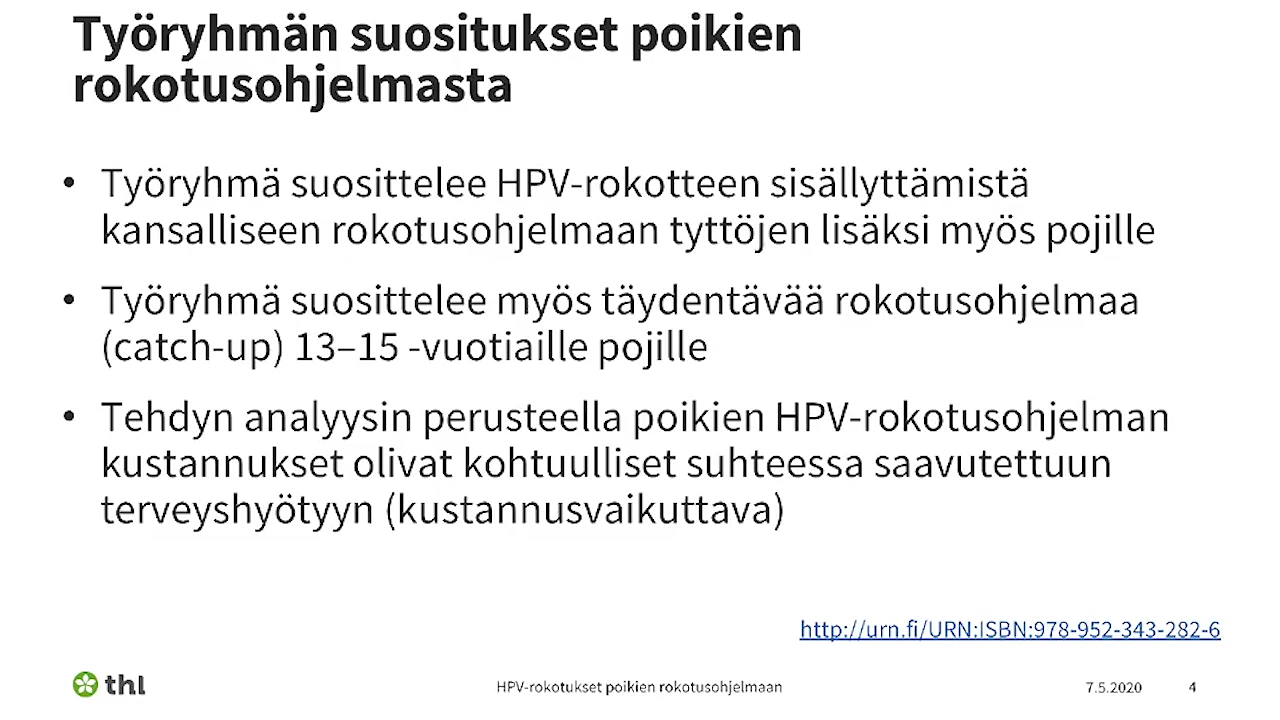 Työryhmän suositukset poikien
rokotusohjelmasta
• Työryhmä suosittelee HPV-rokotteen sisällyttämistä
kansalliseen rokotusohjelmaan tyttöjen lisäksi myös pojille
• Työryhmä suosittelee myös täydentävää rokotusohjelmaa
(catch-up) 13–15 -vuotiaille pojille
• Tehdyn analyysin perusteella poikien HPV-rokotusohjelman
kustannukset olivat kohtuulliset suhteessa saavutettuun
terveyshyötyyn (kustannusvaikuttava)
http://urn.fi/URN:ISBN:978-952-343-282-6
thl
HPV-rokotukset poikien rokotusohjelmaan
7.5.2020
4